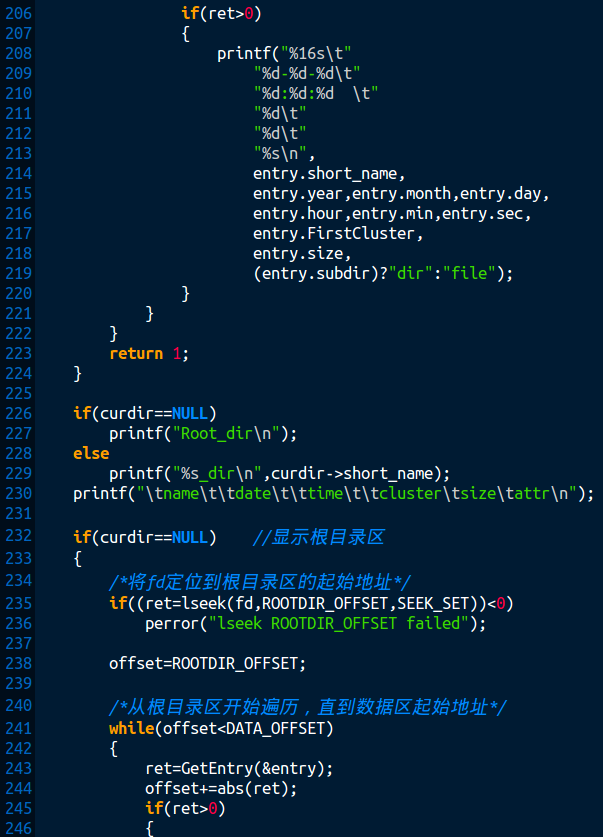 206                 if(ret>0)
207                 {
208                     printf("%16s\t"
209                         "%d-%d-%d\t"
210                         "%d:%d:%d  \t"
211                         "%d\t"
212                         "%d\t"
213                         "%s\n",
214                         entry.short_name,
215                         entry.year,entry.month,entry.day,
216                         entry.hour,entry.min,entry.sec,
217                         entry.FirstCluster,
218                         entry.size,
219                         (entry.subdir)?"dir":"file");
220                 }
221             }
222         }
223         return 1;
224     }
225
226     if(curdir==NULL)
227         printf("Root_dir\n");
228     else
229         printf("%s_dir\n",curdir->short_name);
230     printf("\tname\t\tdate\t\ttime\t\tcluster\tsize\tattr\n");
231
232     if(curdir==NULL)    //显示根目录区
233     {
234         /*将fd定位到根目录区的起始地址*/
235         if((ret=lseek(fd,ROOTDIR_OFFSET,SEEK_SET))<0)
236             perror("lseek ROOTDIR_OFFSET failed");
237
238         offset=ROOTDIR_OFFSET;
239
240         /*从根目录区开始遍历，直到数据区起始地址*/
241         while(offset<DATA_OFFSET)
242         {
243             ret=GetEntry(&entry);
244             offset+=abs(ret);
245             if(ret>0)
246             {